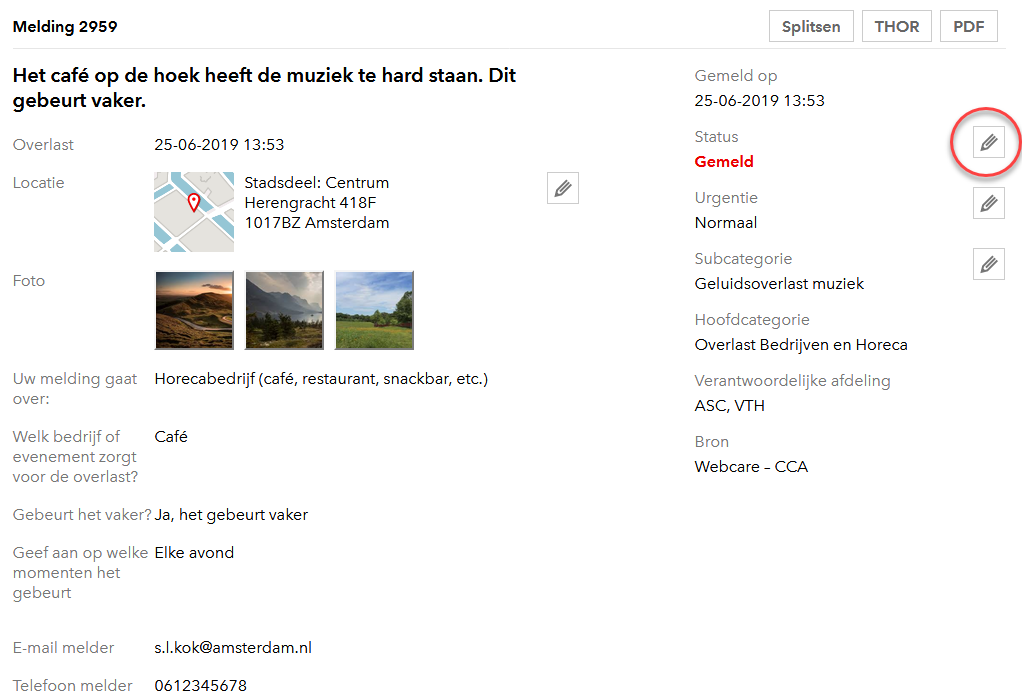 Melding 2959
Splitsen
THOR
PDF
Het café op de hoek heeft de muziek te hard staan. Dit
gebeurt vaker.
Overlast
25-06-2019 13:53
Locatie
Stadsdeel: Centrum
Herengracht 418F
1017BZ Amsterdam
Foto
Uw melding gaat
over:
Horecabedrijf (café, restaurant, snackbar, etc.)
Welk bedrijf of
evenement zorgt
voor de overlast?
Café
Gebeurt het vaker?
Ja, het gebeurt vaker
Geef aan op welke
momenten het
gebeurt
Elke avond
E-mail melder
s.l.kok@amsterdam.nl
Telefoon melder
0612345678
Gemeld op
25-06-2019 13:53
Status
Gemeld
Urgentie
Normaal
Subcategorie
Geluidsoverlast muziek
Hoofdcategorie
Overlast Bedrijven en Horeca
Verantwoordelijke afdeling
ASC, VTH
Bron
Webcare – CCA